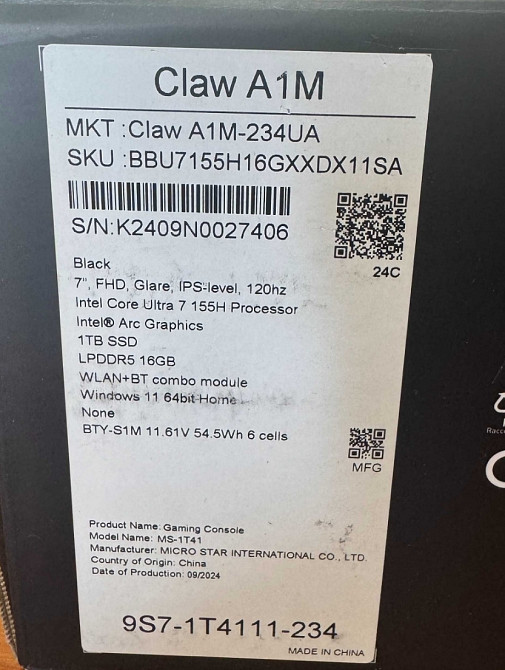 Claw A1M
MKT :Claw A1M-234UA
SKU :BBU7155H16GXXDX11SA
S/N:K2409N0027406
24C
Black
7", FHD, Glare, IPS-level, 120hz
Intel Core Ultra 7 155H Processor
Intel® Arc Graphics
1TB SSD
LPDDR5 16GB
WLAN+BT combo module
Windows 11 64bit Home
None
BTY-S1M 11.61V 54.5Wh 6 cells
MFG
Product Name: Gaming Console
Model Name: MS-1T41
Manufacturer: MICRO STAR INTERNATIONAL CO., LTD.
Country of Origin: China
Date of Production: 09/2024
9S7-1T4111-234
MADE IN CHINA